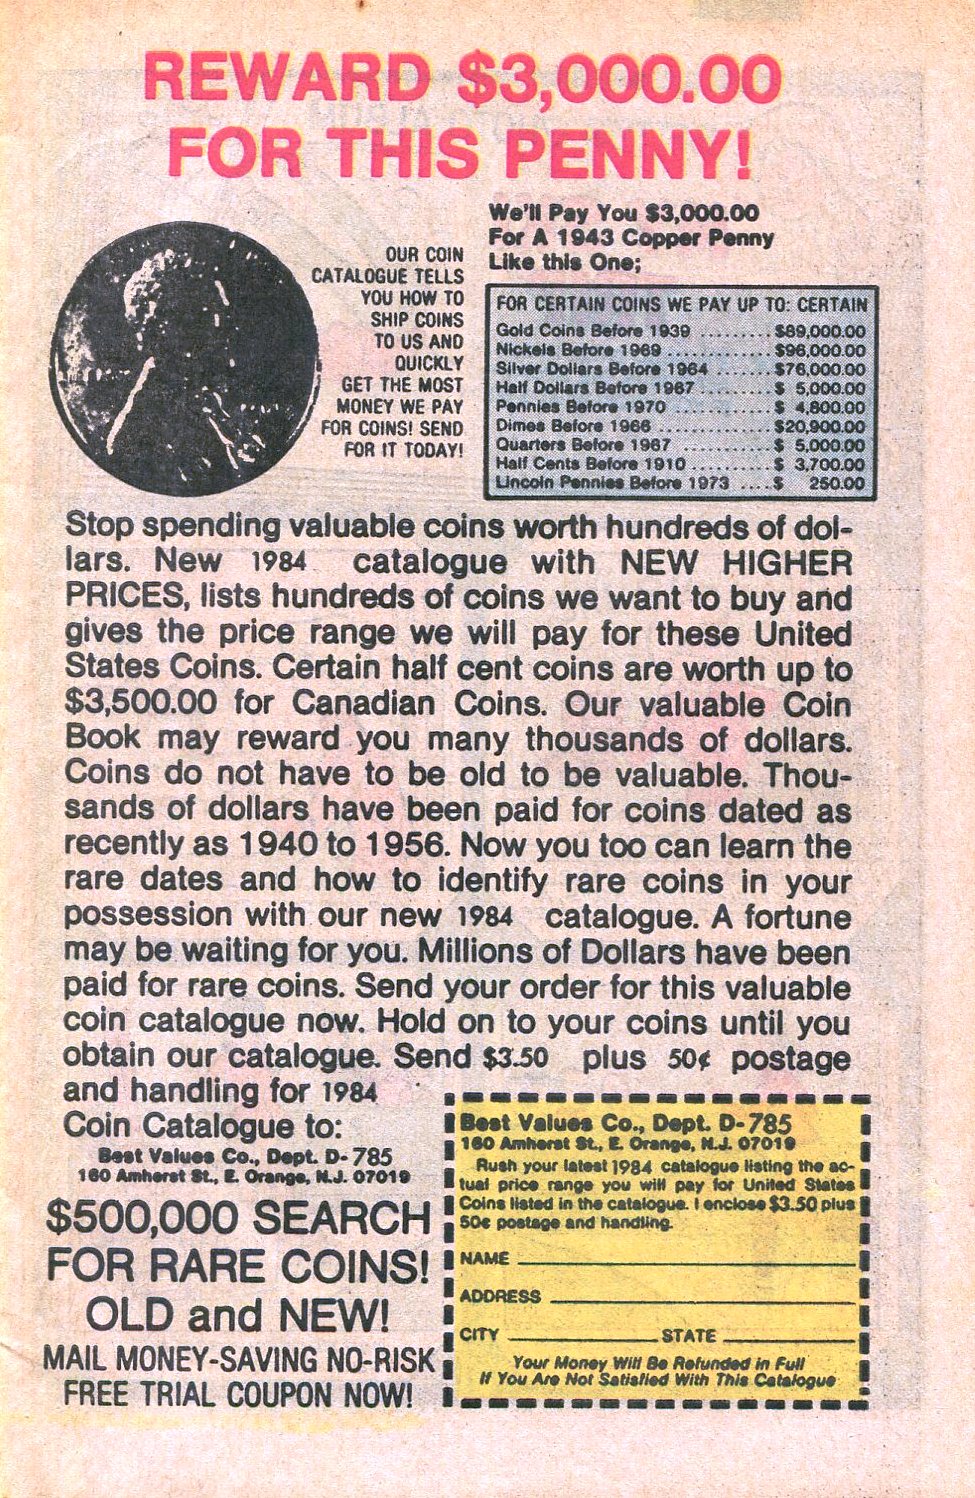 REWARD $3,000.00
FOR THIS PENNY!
OUR COIN
CATALOGUE TELLS
YOU HOW TO
SHIP COINS
TO US AND
QUICKLY
GET THE MOST
MONEY WE PAY
FOR COINS! SEND
FOR IT TODAY!
We'll Pay You $3,000.00
For A 1943 Copper Penny
Like this One;
FOR CERTAIN COINS WE PAY UP TO: CERTAIN
Gold Coins Before 1939 ......... $89,000.00
Nickels Before 1969 ............. $96,000.00
Silver Dollars Before 1964 ....... $76,000.00
Half Dollars Before 1967 ......... $ 5,000.00
Pennies Before 1970 ............ $ 4,800.00
Dimes Before 1966 .............. $20,900.00
Quarters Before 1967 ........... $ 5,000.00
Half Cents Before 1910 .......... $ 3,700.00
Lincoln Pennies Before 1973 .... $ 250.00
Stop spending valuable coins worth hundreds of dol-
lars. New 1984 catalogue with NEW HIGHER
PRICES, lists hundreds of coins we want to buy and
gives the price range we will pay for these United
States Coins. Certain half cent coins are worth up to
$3,500.00 for Canadian Coins. Our valuable Coin
Book may reward you many thousands of dollars.
Coins do not have to be old to be valuable. Thou-
sands of dollars have been paid for coins dated as
recently as 1940 to 1956. Now you too can learn the
rare dates and how to identify rare coins in your
possession with our new 1984 catalogue. A fortune
may be waiting for you. Millions of Dollars have been
paid for rare coins. Send your order for this valuable
coin catalogue now. Hold on to your coins until you
obtain our catalogue. Send $3.50 plus 50¢ postage
and handling for 1984
Coin Catalogue to:
Best Values Co., Dept. D-785
160 Amherst St., E. Orange, N.J. 07019
$500,000 SEARCH
FOR RARE COINS!
OLD and NEW!
MAIL MONEY-SAVING NO-RISK
FREE TRIAL COUPON NOW!
Best Values Co., Dept. D-785
160 Amherst St., E. Orange, N.J. 07019
Rush your latest 1984 catalogue listing the ac-
tual price range you will pay for United States
Coins listed in the catalogue. I enclose $3.50 plus
50¢ postage and handling.
NAME
ADDRESS
CITY STATE
Your Money Will Be Refunded in Full
If You Are Not Satisfied With This Catalogue